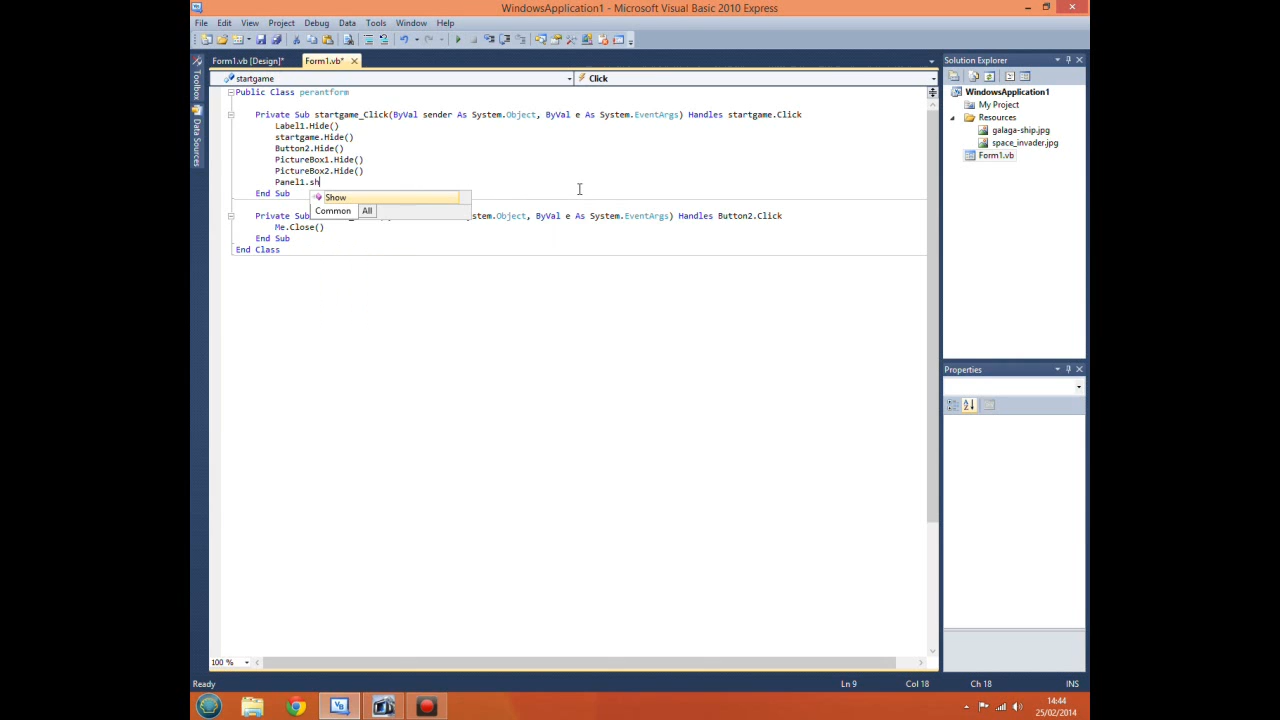 WindowsApplication1 - Microsoft Visual Basic 2010 Express
File Edit View Project Debug Data Tools Window Help
Form1.vb [Design]* Form1.vb*
Toolbox
Data Sources
startgame Click
Public Class perantform
Private Sub startgame_Click(ByVal sender As System.Object, ByVal e As System.EventArgs) Handles startgame.Click
Label1.Hide()
startgame.Hide()
Button2.Hide()
PictureBox1.Hide()
PictureBox2.Hide()
Panel1.sh
End Sub
Show
Common All
Private Sub ystem.Object, ByVal e As System.EventArgs) Handles Button2.Click
Me.Close()
End Sub
End Class
100 %
Solution Explorer
WindowsApplication1
My Project
Resources
galaga-ship.jpg
space_invader.jpg
Form1.vb
Properties
Ready Ln 9 Col 18 Ch 18 INS
14:44
25/02/2014